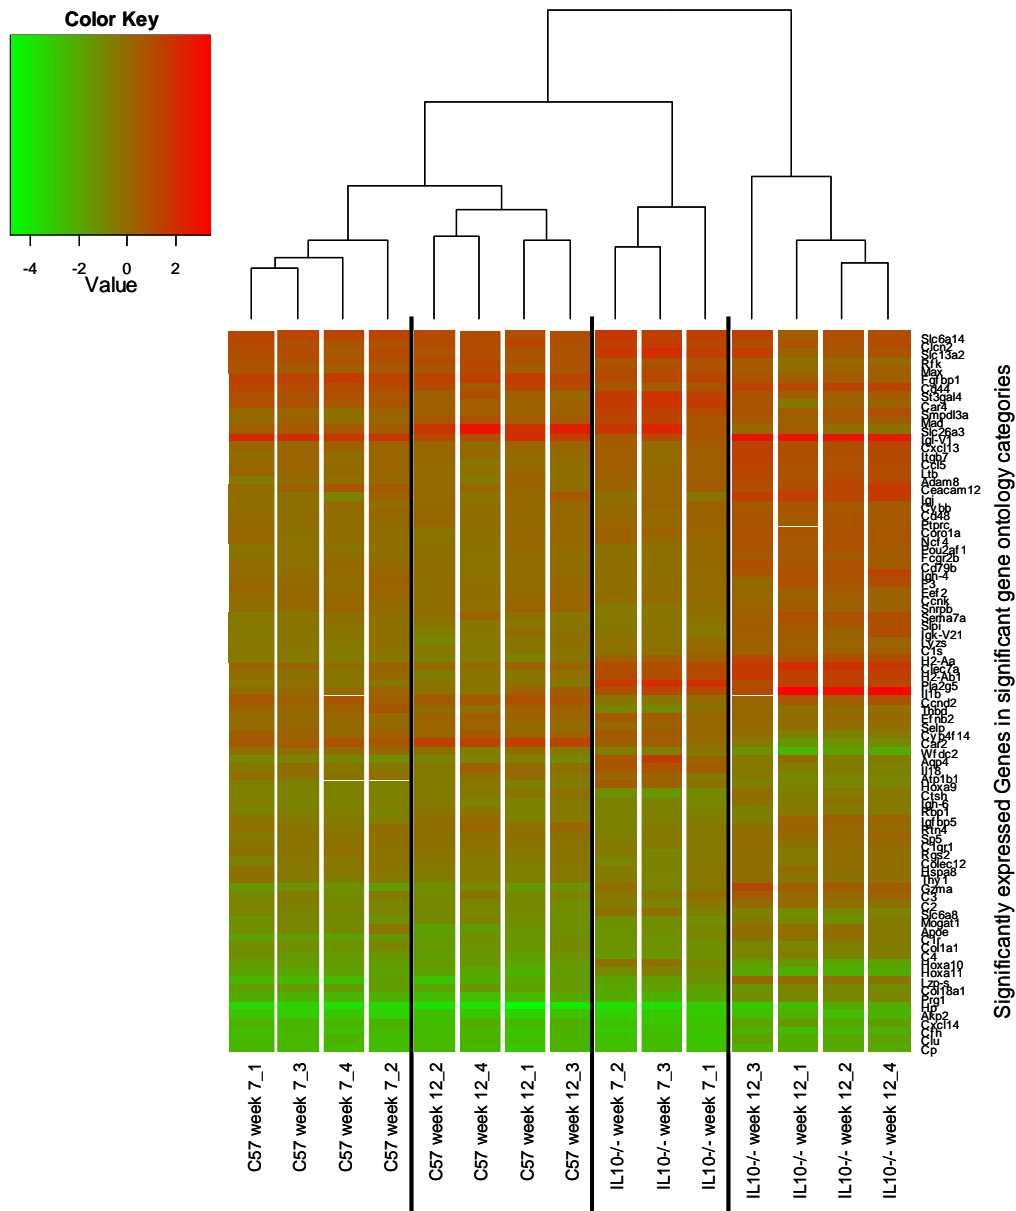 Color Key
-4 -2 0 2
Value
Slc6a14
Clcn2
Slc13a2
Rfk
Max
Fgfbp1
Cd44
St3gal4
Car4
Smpdl3a
Mad
Slc26a3
Igl-V1
Cxcl13
Itgb7
Ccl5
Ltb
Adam8
Ceacam12
Igj
Cybb
Cd48
Ptprc
Coro1a
Ncf4
Pou2af1
Fcgr2b
Cd79b
Igh-4
F3
Eef2
Ccnk
Snrpb
Sema7a
Slpi
Igk-V21
Lyzs
C1s
H2-Aa
Clec7a
H2-Ab1
Pla2g5
Il1b
Ccnd2
Thbd
Efnb2
Selp
Cyp4f14
Car2
Wfdc2
Aqp4
Il18
Atp1b1
Hoxa9
Ctsh
Igh-6
Rbp1
Igfbp5
Rtn4
Sp5
C1qr1
Rgs2
Colec12
Hspa8
Thy1
Gzma
C3
C2
Slc6a8
Mogat1
Apoe
C1r
Col1a1
C4
Hoxa10
Hoxa11
Lzp-s
Col18a1
Prg1
Hp
Akp2
Cxcl14
Cfh
Clu
Cp
Significantly expressed Genes in significant gene ontology categories
C57 week 7_1
C57 week 7_3
C57 week 7_4
C57 week 7_2
C57 week 12_2
C57 week 12_4
C57 week 12_1
C57 week 12_3
IL10-/- week 7_2
IL10-/- week 7_3
IL10-/- week 7_1
IL10-/- week 12_3
IL10-/- week 12_1
IL10-/- week 12_2
IL10-/- week 12_4